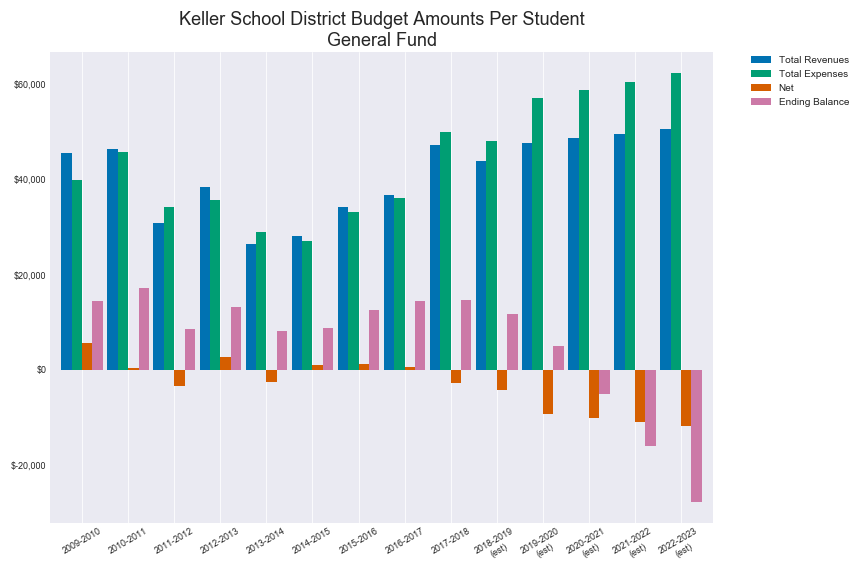 Keller School District Budget Amounts Per Student
General Fund
Total Revenues
Total Expenses
Net
Ending Balance
$60,000
$40,000
$20,000
$0
$-20,000
2009-2010
2010-2011
2011-2012
2012-2013
2013-2014
2014-2015
2015-2016
2016-2017
2017-2018
2018-2019
(est)
2019-2020
(est)
2020-2021
(est)
2021-2022
(est)
2022-2023
(est)